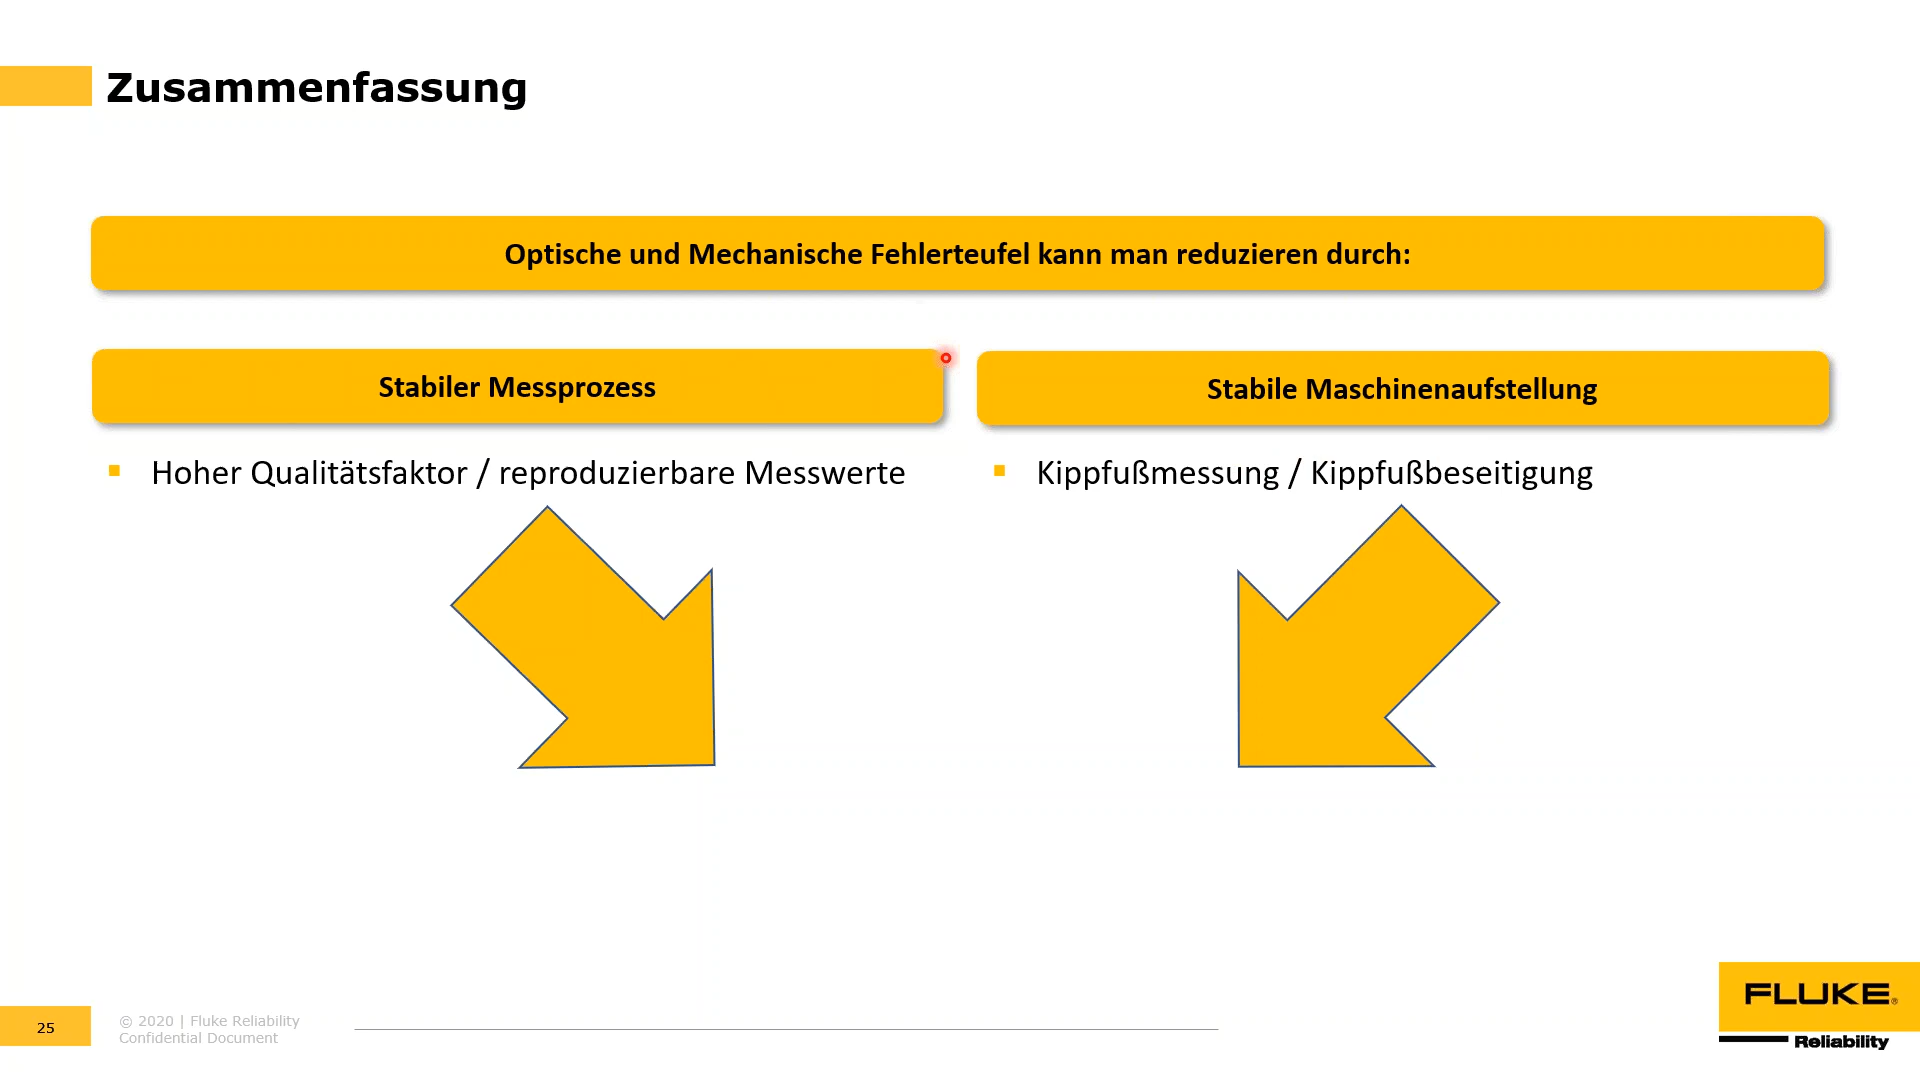 Zusammenfassung
Optische und Mechanische Fehlerteufel kann man reduzieren durch:
Stabiler Messprozess
Stabile Maschinenaufstellung
▪ Hoher Qualitätsfaktor / reproduzierbare Messwerte
▪ Kippfußmessung / Kippfußbeseitigung
25
© 2020 | Fluke Reliability
Confidential Document
FLUKE®
Reliability